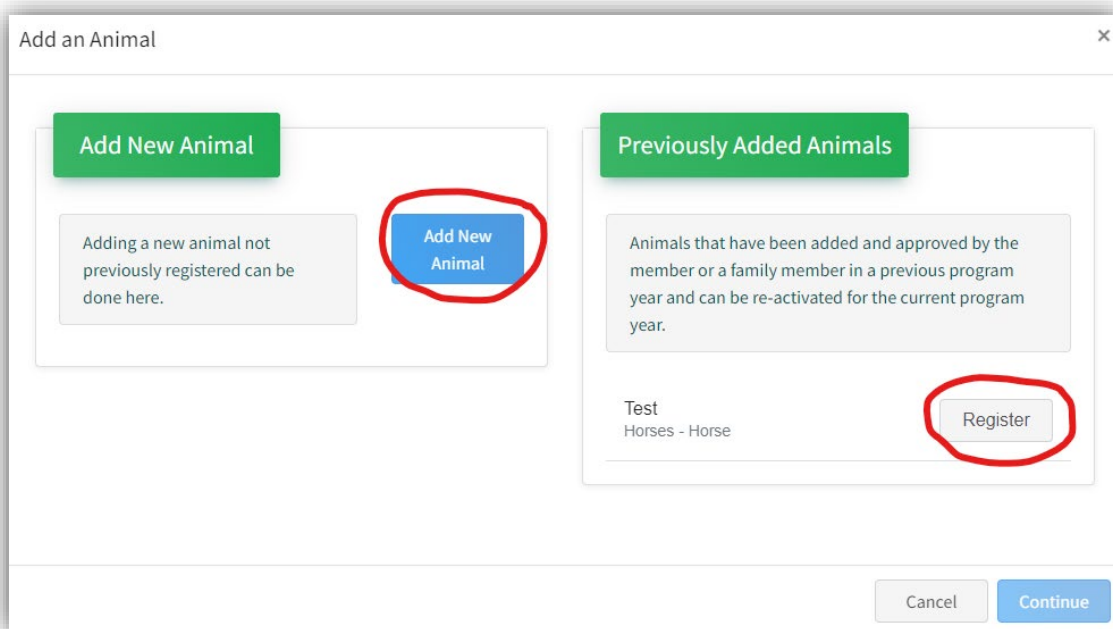 Add an Animal
×
Add New Animal
Adding a new animal not
previously registered can be
done here.
Add New
Animal
Previously Added Animals
Animals that have been added and approved by the
member or a family member in a previous program
year and can be re-activated for the current program
year.
Test
Horses - Horse
Register
Cancel
Continue